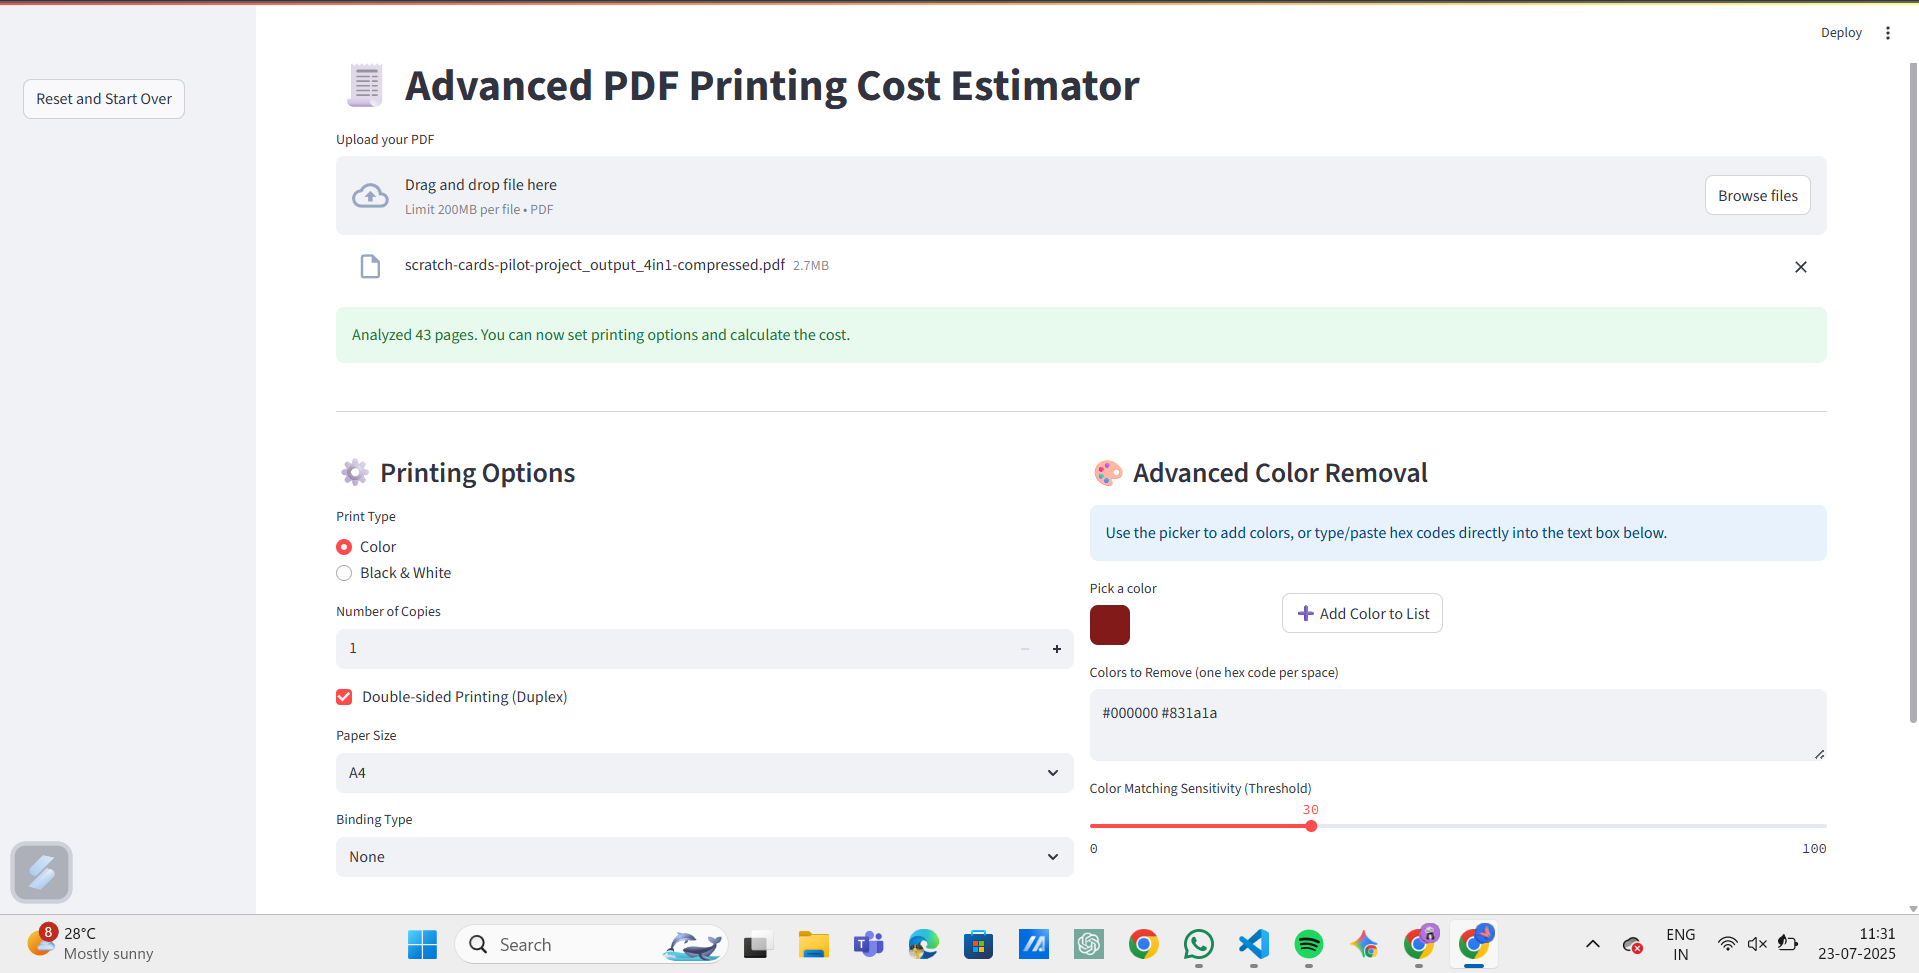 Deploy
Reset and Start Over
Advanced PDF Printing Cost Estimator
Upload your PDF
Drag and drop file here
Limit 200MB per file • PDF
Browse files
scratch-cards-pilot-project_output_4in1-compressed.pdf 2.7MB
Analyzed 43 pages. You can now set printing options and calculate the cost.
Printing Options
Print Type
Color
Black & White
Number of Copies
1
Double-sided Printing (Duplex)
Paper Size
A4
Binding Type
None
Advanced Color Removal
Use the picker to add colors, or type/paste hex codes directly into the text box below.
Pick a color
Add Color to List
Colors to Remove (one hex code per space)
#000000 #831a1a
Color Matching Sensitivity (Threshold)
30
0 100
8
28°C
Mostly sunny
Search
ENG
IN
11:31
23-07-2025